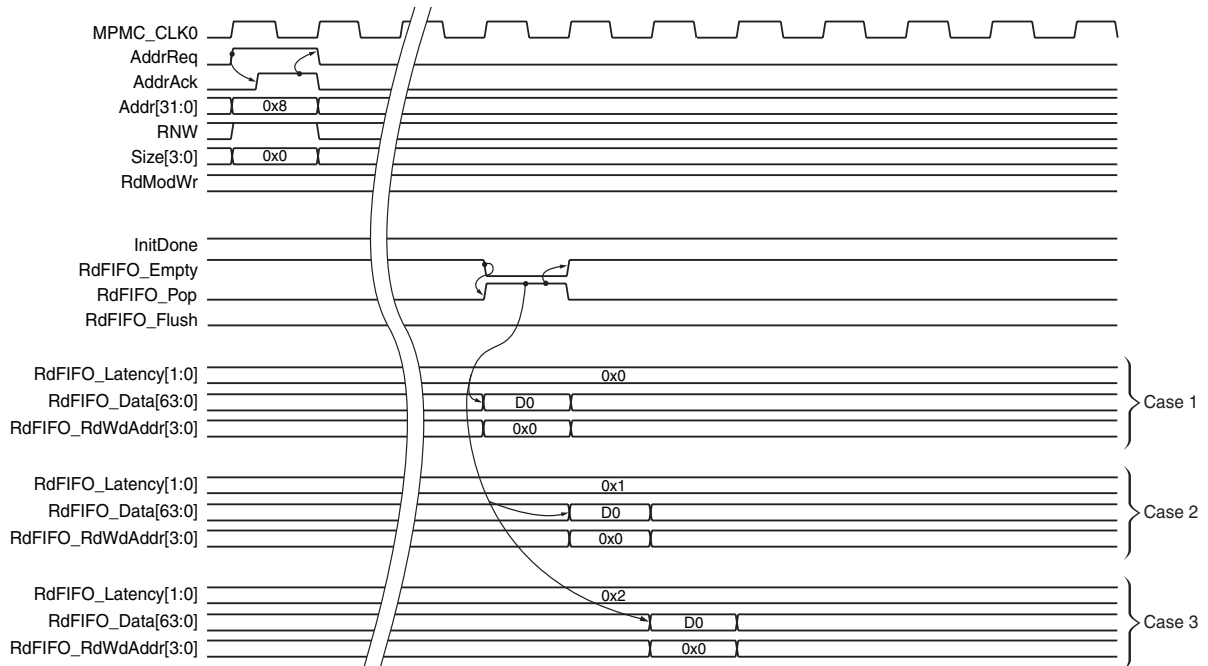 MPMC_CLK0
AddrReq
AddrAck
Addr[31:0] 0x8
RNW
Size[3:0] 0x0
RdModWr
InitDone
RdFIFO_Empty
RdFIFO_Pop
RdFIFO_Flush
RdFIFO_Latency[1:0] 0x0
RdFIFO_Data[63:0] D0 Case 1
RdFIFO_RdWdAddr[3:0] 0x0
RdFIFO_Latency[1:0] 0x1
RdFIFO_Data[63:0] D0 Case 2
RdFIFO_RdWdAddr[3:0] 0x0
RdFIFO_Latency[1:0] 0x2
RdFIFO_Data[63:0] D0 Case 3
RdFIFO_RdWdAddr[3:0] 0x0